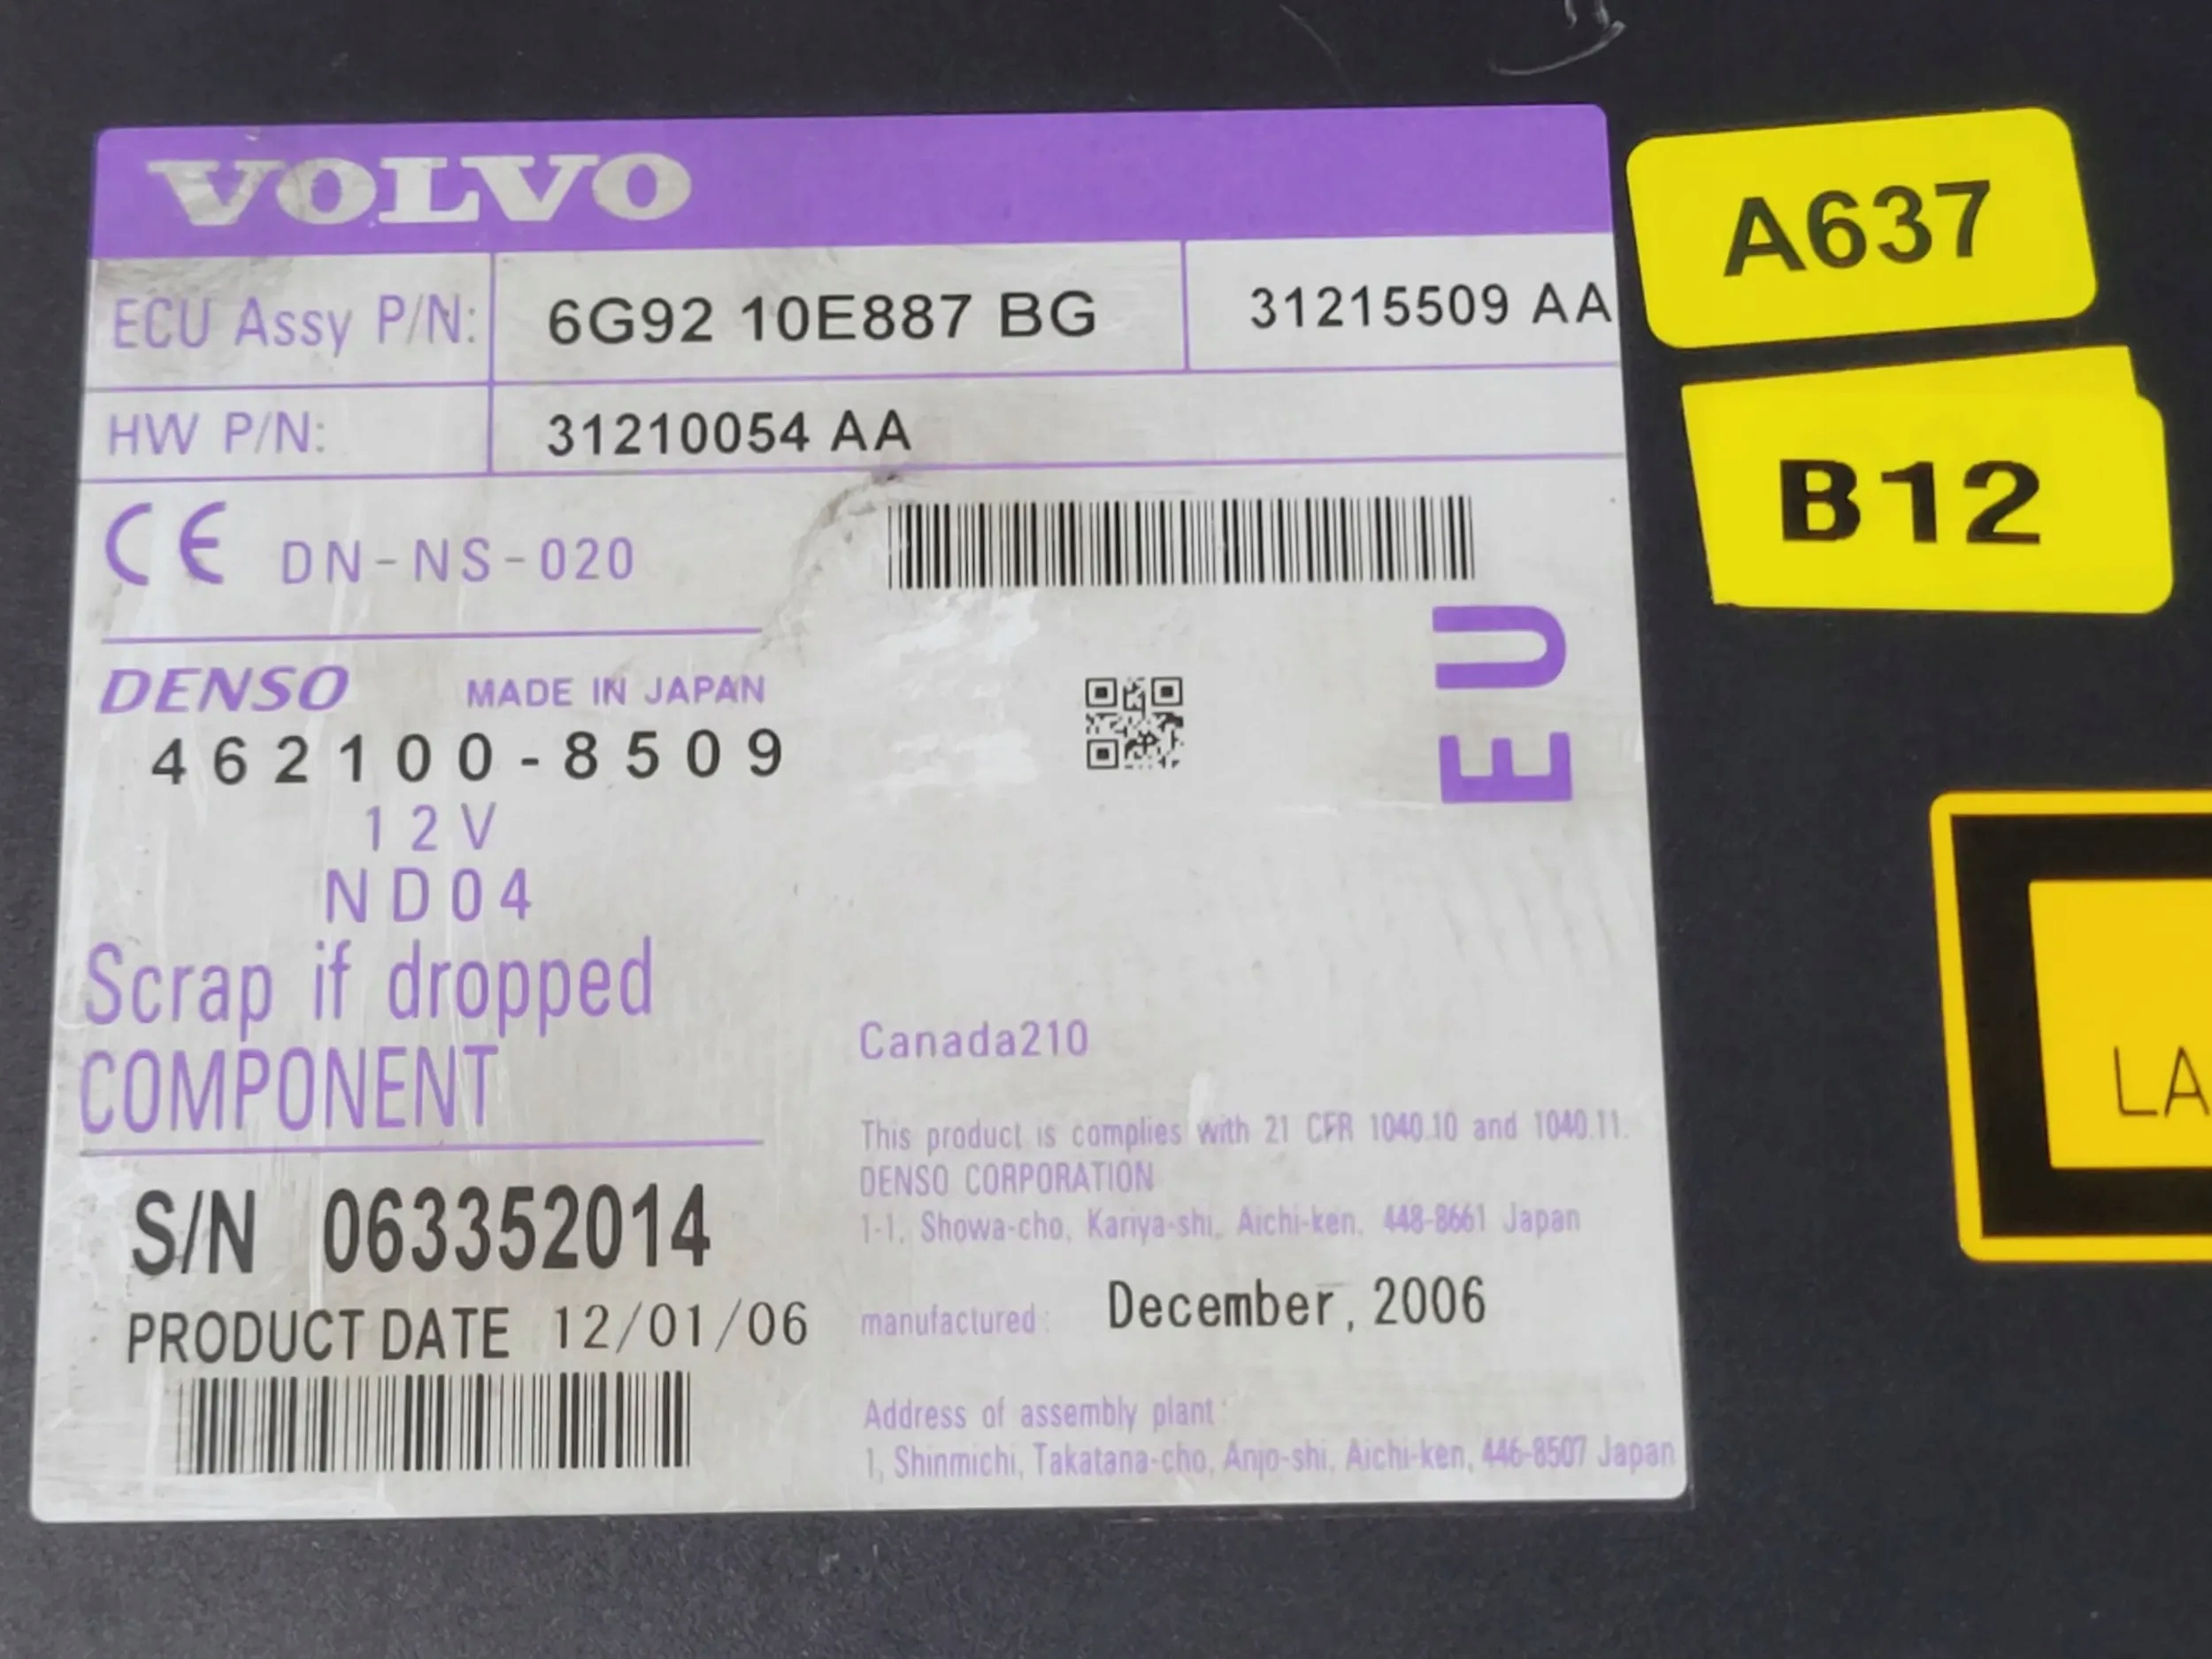 VOLVO
ECU Assy P/N: 6G92 10E887 BG 31215509 AA
HW P/N: 31210054 AA
A637
B12
CE DN-NS-020
EU
DENSO MADE IN JAPAN
462100-8509
12V
ND04
Scrap if dropped
COMPONENT
S/N 063352014
PRODUCT DATE 12/01/06
Canada210
This product is complies with 21 CFR 1040.10 and 1040.11.
DENSO CORPORATION
1-1, Showa-cho, Kariya-shi, Aichi-ken, 448-8661 Japan
manufactured: December, 2006
Address of assembly plant:
1, Shinmichi, Takatana-cho, Anjo-shi, Aichi-ken, 446-8507 Japan
LA